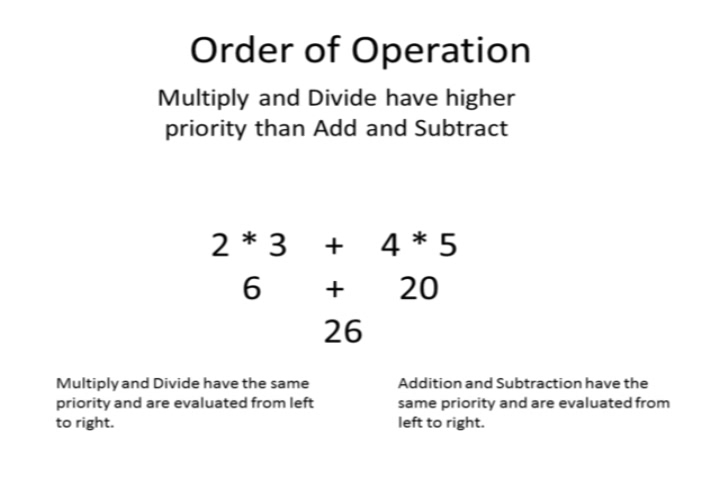 Order of Operation
Multiply and Divide have higher
priority than Add and Subtract
2 * 3 + 4 * 5
6 + 20
26
Multiply and Divide have the same
priority and are evaluated from left
to right.
Addition and Subtraction have the
same priority and are evaluated from
left to right.